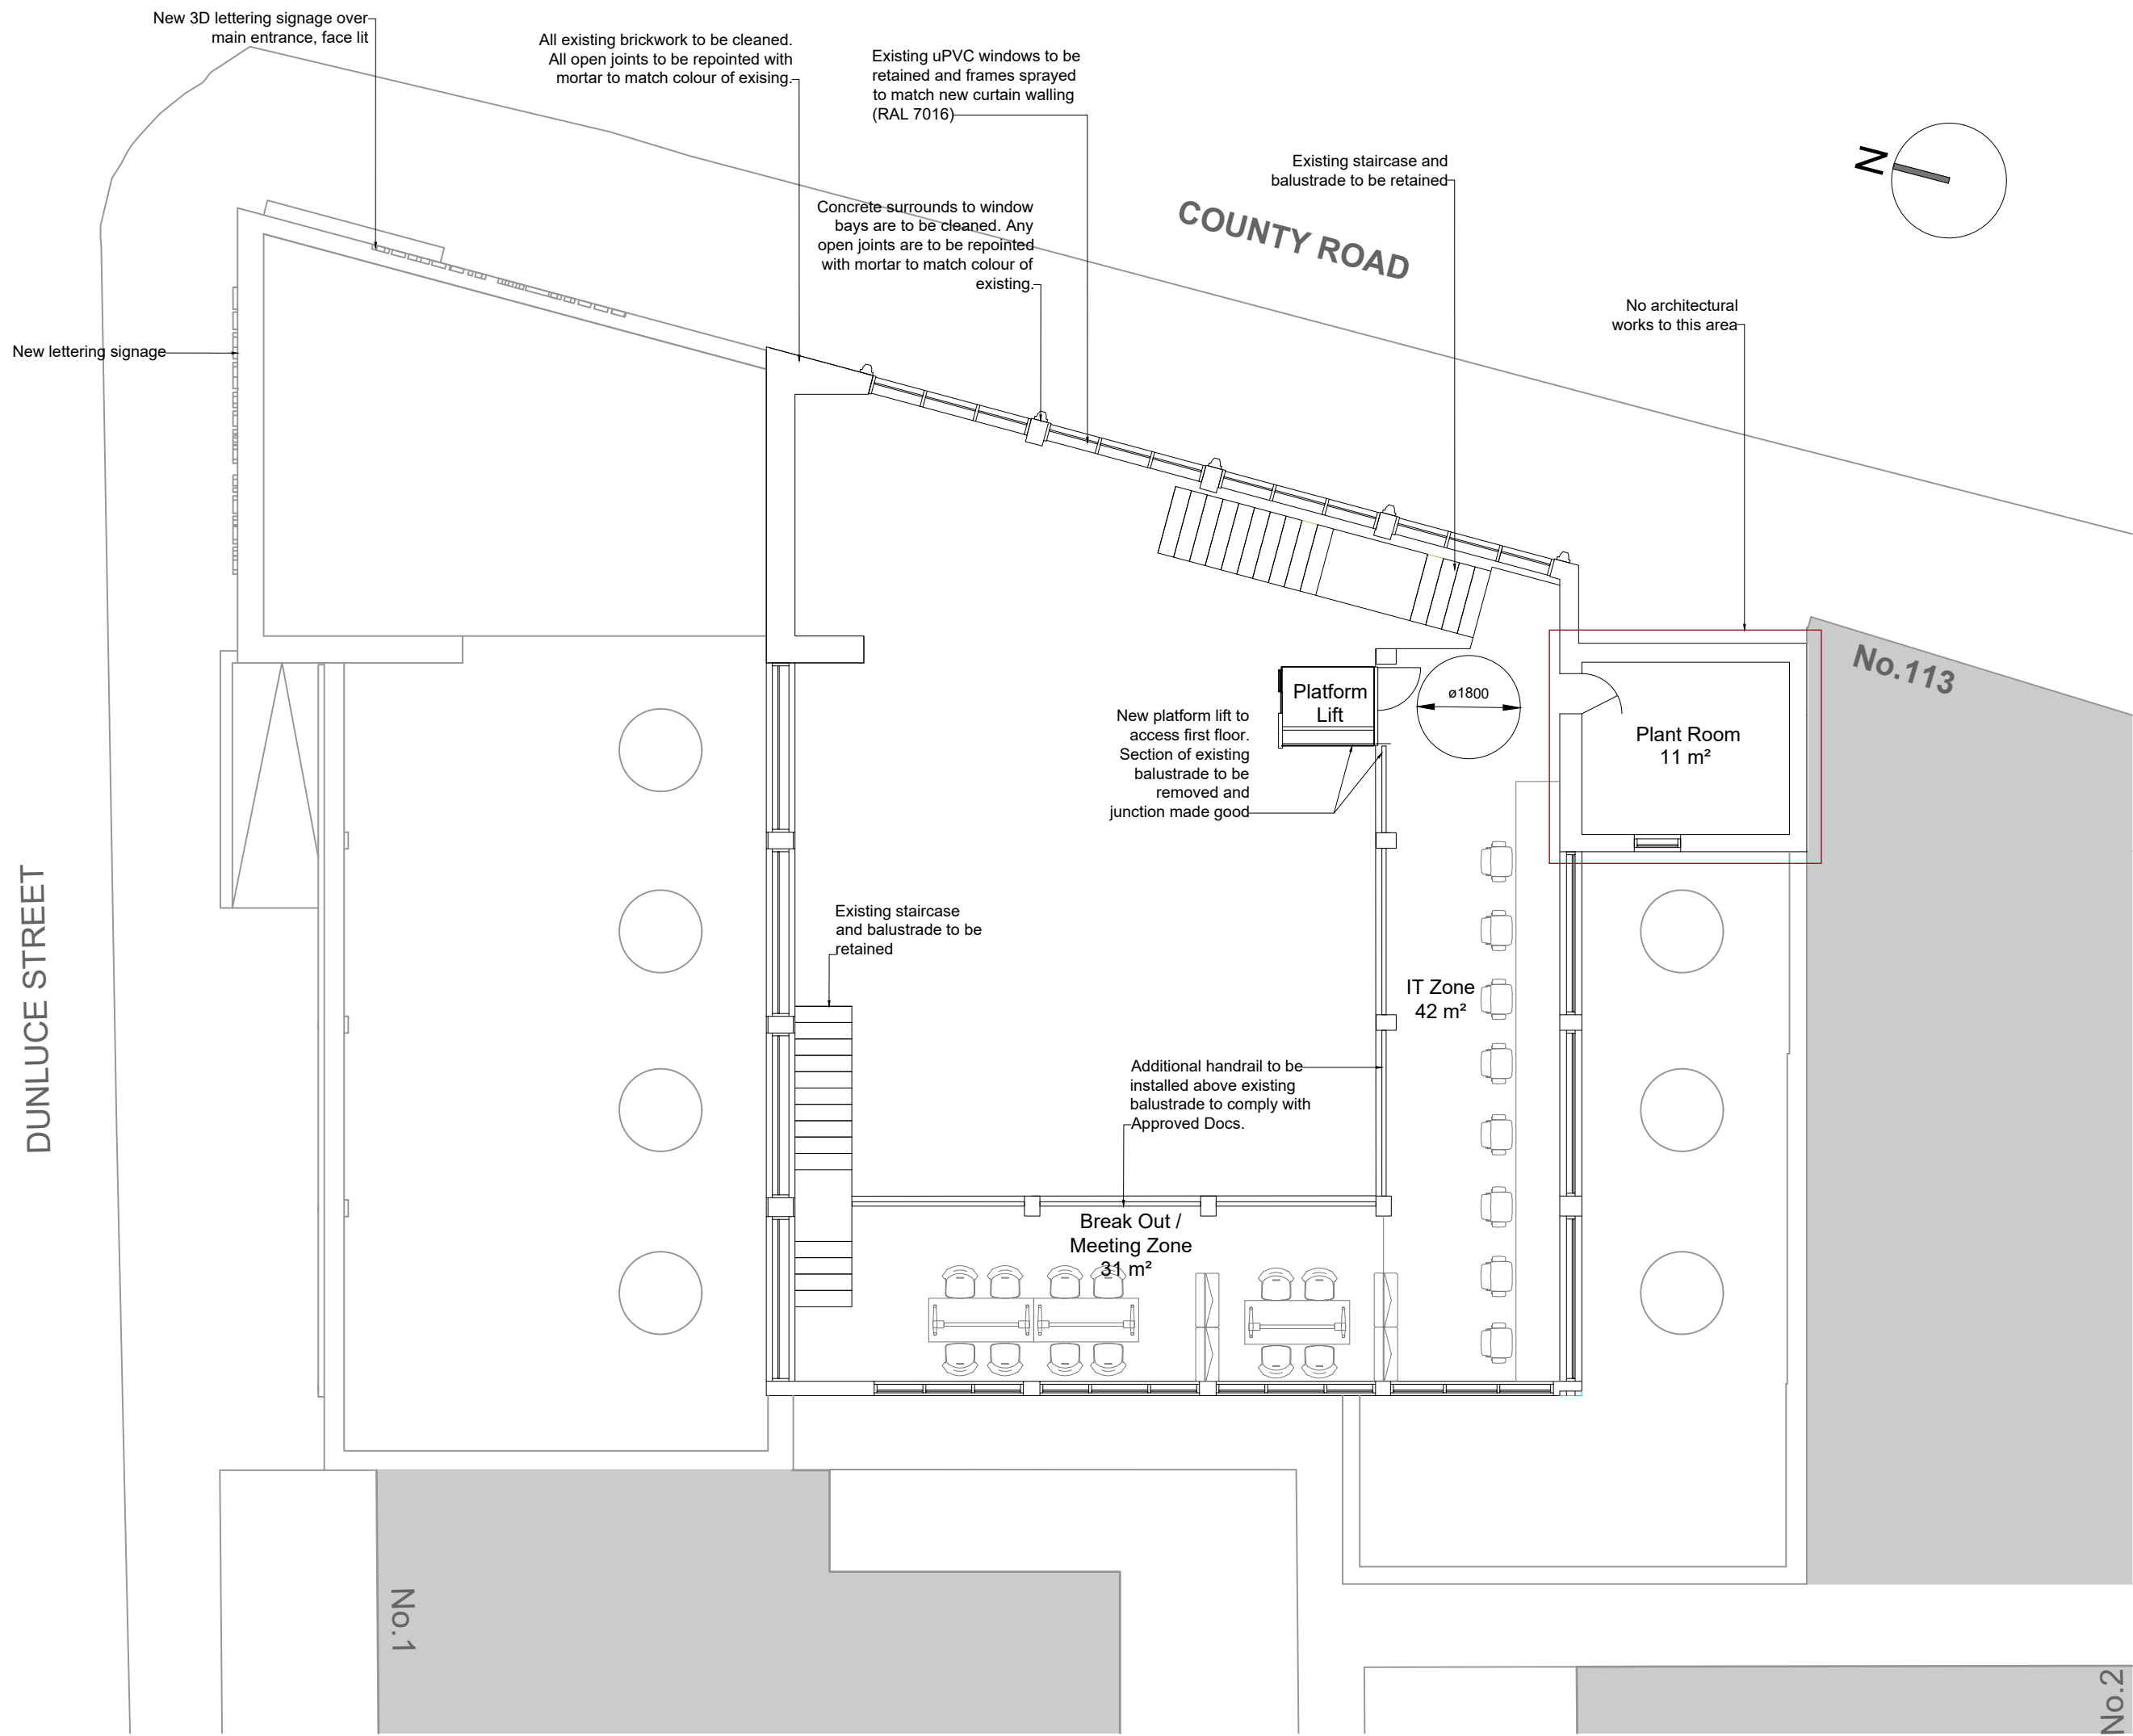 New 3D lettering signage over
main entrance, face lit
All existing brickwork to be cleaned.
All open joints to be repointed with
mortar to match colour of exising.
Existing uPVC windows to be
retained and frames sprayed
to match new curtain walling
(RAL 7016)
N
Existing staircase and
balustrade to be retained
Concrete surrounds to window
bays are to be cleaned. Any
open joints are to be repointed
with mortar to match colour of
existing.
COUNTY ROAD
No architectural
works to this area
New lettering signage
No.113
Platform
Lift
ø1800
New platform lift to
access first floor.
Section of existing
balustrade to be
removed and
junction made good
Plant Room
11 m²
DUNLUCE STREET
Existing staircase
and balustrade to be
retained
IT Zone
42 m²
Additional handrail to be
installed above existing
balustrade to comply with
Approved Docs.
Break Out /
Meeting Zone
31 m²
No.1
No.2